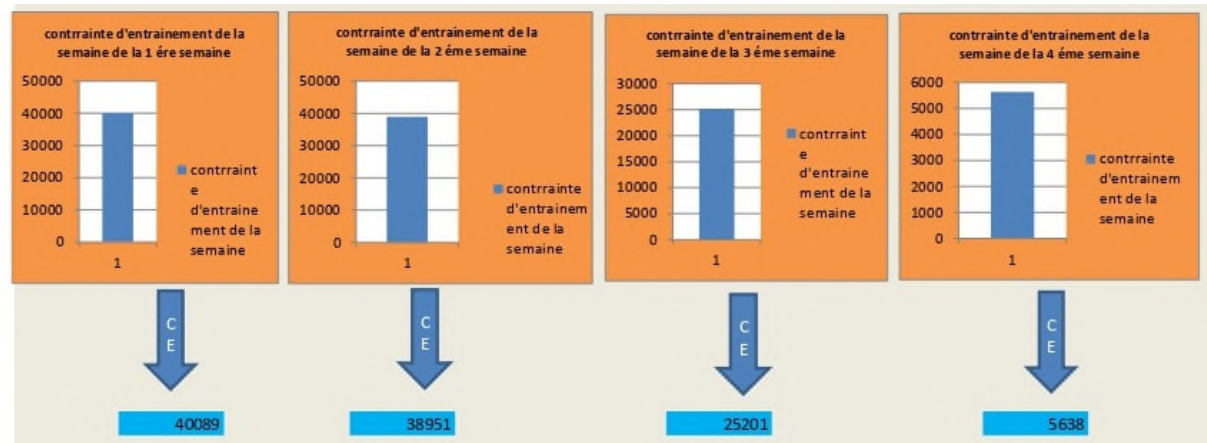 contrrainte d'entrainement de la
semaine de la 1 ére semaine
50000
40000
30000
20000
10000
0
1
contrraint
e
d'entraine
ment de la
semaine
contrrainte d'entrainement de la
semaine de la 2 éme semaine
50000
40000
30000
20000
10000
0
1
contrrainte
d'entrainem
ent de la
semaine
contrrainte d'entrainement de la
semaine de la 3 éme semaine
30000
25000
20000
15000
10000
5000
0
1
contrraint
e
d'entraine
ment de la
semaine
contrrainte d'entrainement de la
semaine de la 4 éme semaine
6000
5000
4000
3000
2000
1000
0
1
contrrainte
d'entrainem
ent de la
semaine
C
E
C
E
C
E
C
E
40089
38951
25201
5638